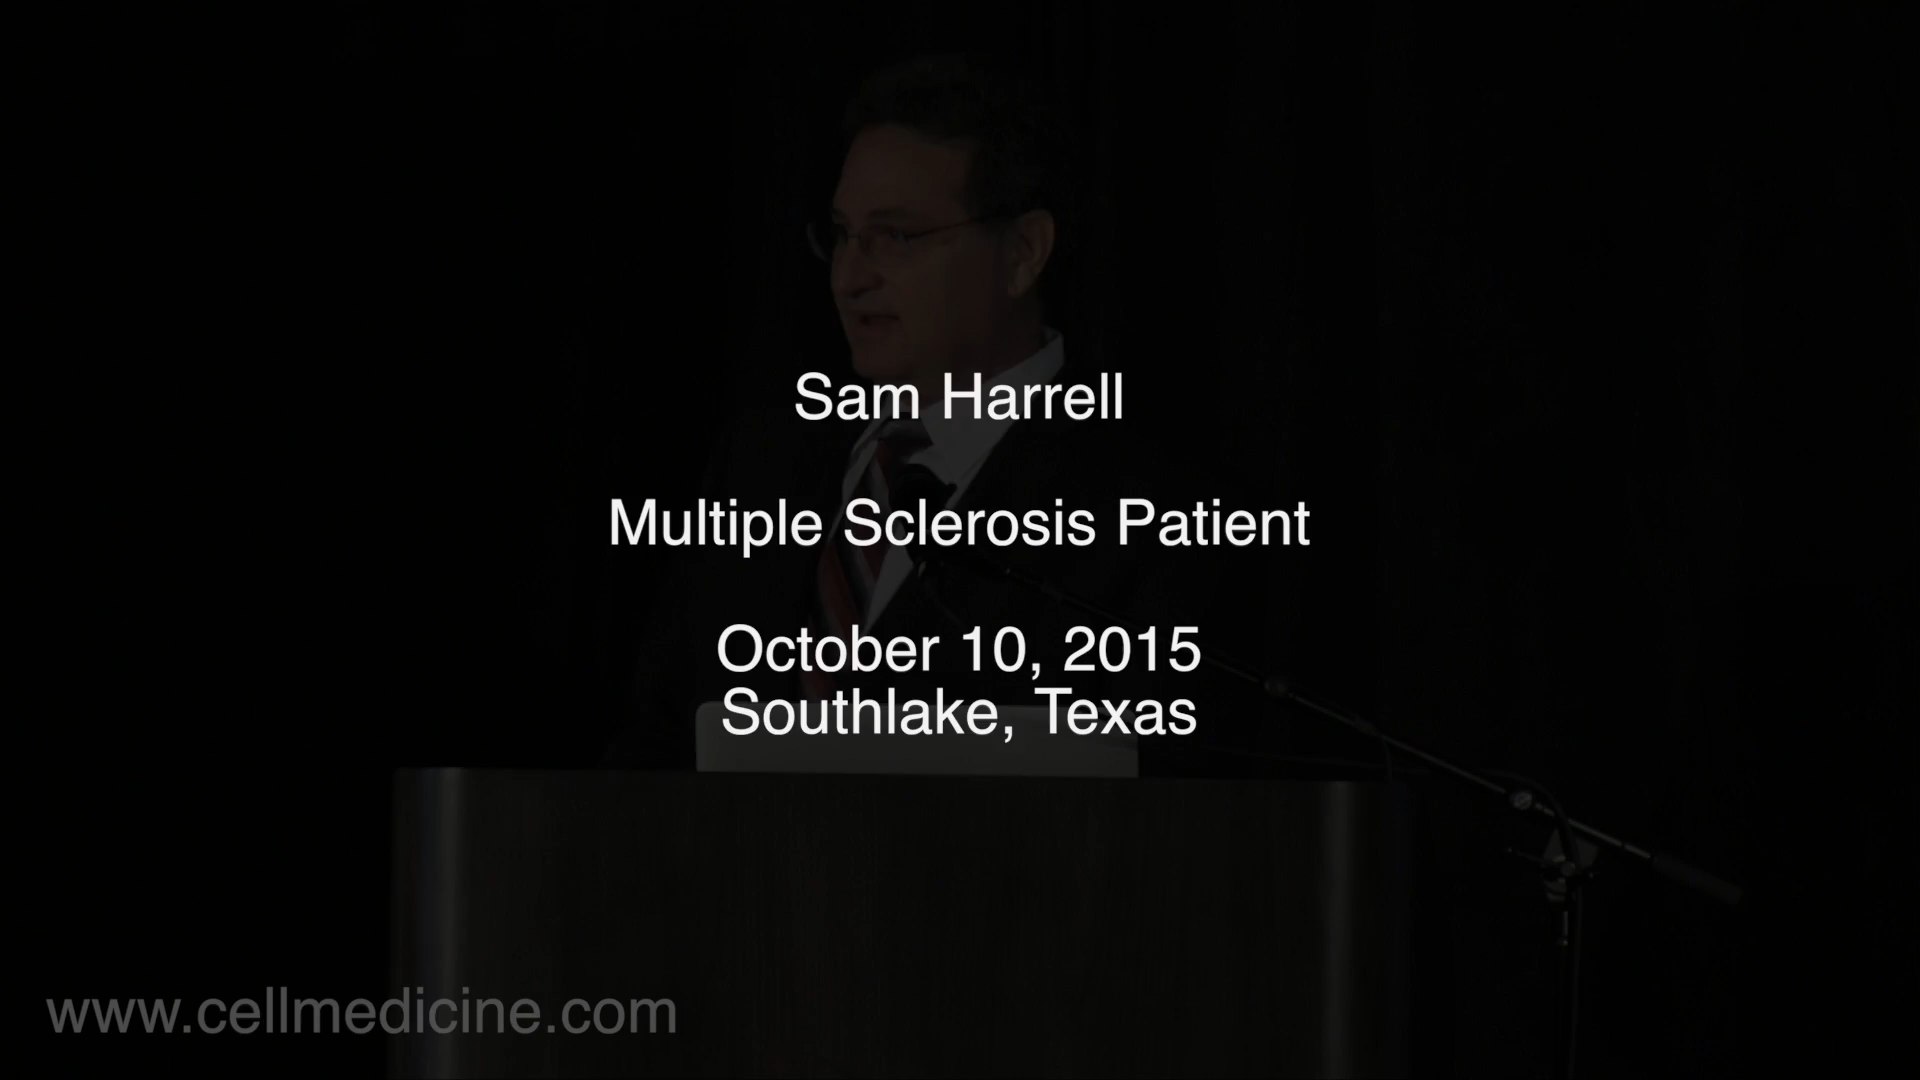 Sam Harrell
Multiple Sclerosis Patient
October 10, 2015
Southlake, Texas
www.cellmedicine.com